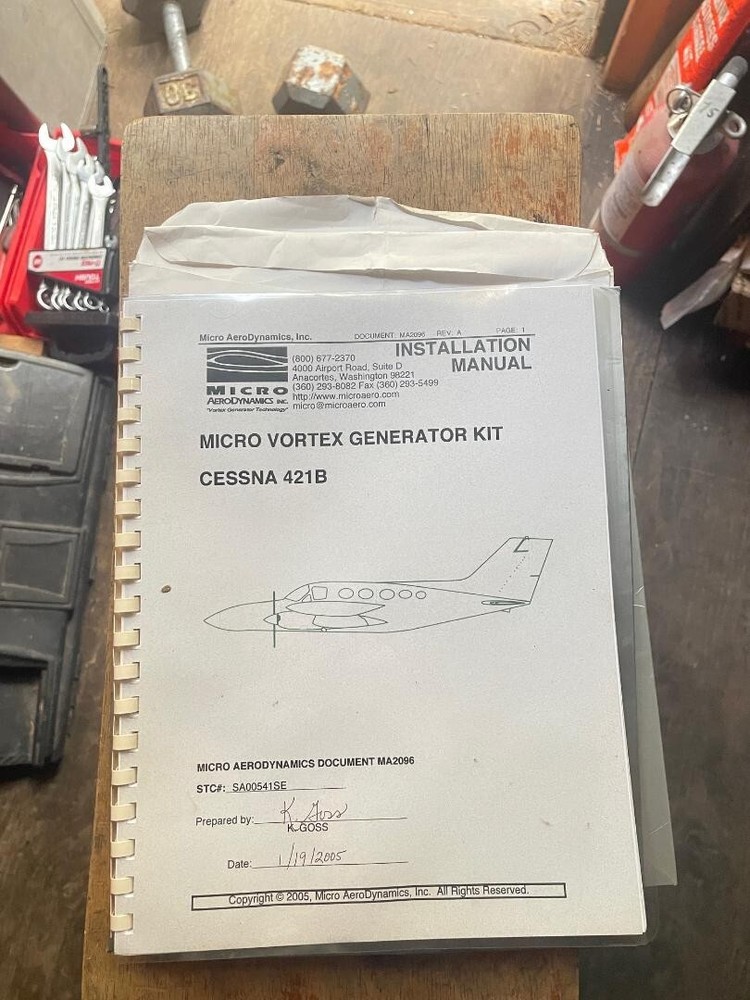 30
Micro AeroDynamics, Inc. DOCUMENT: MA2096 REV: A PAGE: 1
INSTALLATION
MANUAL
MICRO
AERODYNAMICS INC.
"Vortex Generator Technology"
(800) 677-2370
4000 Airport Road, Suite D
Anacortes, Washington 98221
(360) 293-8082 Fax (360) 293-5499
http://www.microaero.com
micro@microaero.com
MICRO VORTEX GENERATOR KIT
CESSNA 421B
MICRO AERODYNAMICS DOCUMENT MA2096
STC#: SA00541SE
Prepared by: K. Goss
K. GOSS
Date: 1/19/2005
Copyright © 2005, Micro AeroDynamics, Inc. All Rights Reserved.